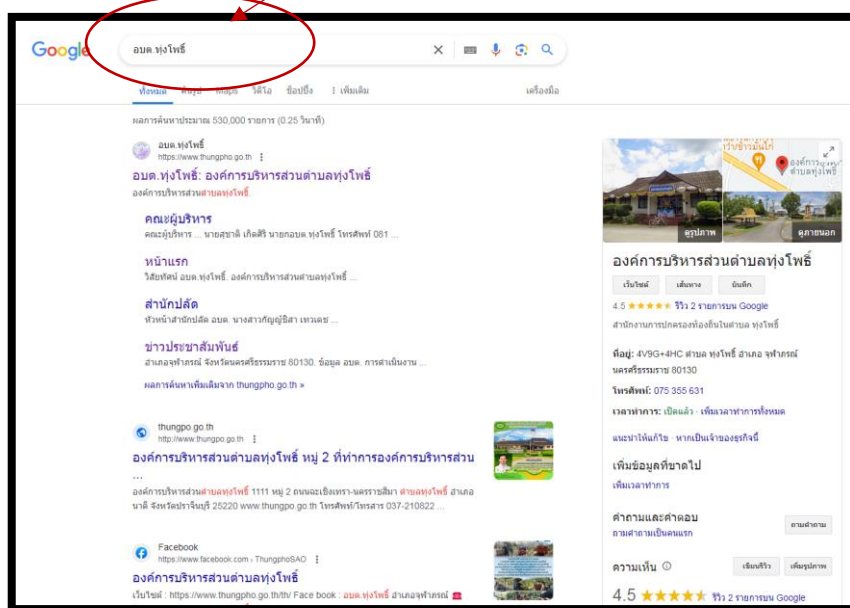 Google
อบต.ทุ่งโพธิ์
ทั้งหมด ค้นรูป Maps วิดีโอ ช้อปปิ้ง เพิ่มเติม เครื่องมือ
ผลการค้นหาประมาณ 530,000 รายการ (0.25 วินาที)
อบต.ทุ่งโพธิ์
https://www.thungpho.go.th
อบต.ทุ่งโพธิ์: องค์การบริหารส่วนตำบลทุ่งโพธิ์
องค์การบริหารส่วนตำบลทุ่งโพธิ์.
คณะผู้บริหาร
คณะผู้บริหาร ... นายสุชาติ เกิดศิริ นายกอบต.ทุ่งโพธิ์ โทรศัพท์ 081 ...
หน้าแรก
วิสัยทัศน์ อบต.ทุ่งโพธิ์. องค์การบริหารส่วนตำบลทุ่งโพธิ์ ...
สำนักปลัด
หัวหน้าสำนักปลัด อบต. นางสาวกัญญ์ชิสา เทวเดช ...
ข่าวประชาสัมพันธ์
อำเภอจุฬาภรณ์ จังหวัดนครศรีธรรมราช 80130. ข้อมูล อบต. การดำเนินงาน ...
ผลการค้นหาเพิ่มเติมจาก thungpho.go.th »
thungpo.go.th
http://www.thungpo.go.th
องค์การบริหารส่วนตำบลทุ่งโพธิ์ หมู่ 2 ที่ทำการองค์การบริหารส่วน
...
องค์การบริหารส่วนตำบลทุ่งโพธิ์ 1111 หมู่ 2 ถนนฉะเชิงเทรา-นครราชสีมา ตำบลทุ่งโพธิ์ อำเภอ
นาดี จังหวัดปราจีนบุรี 25220 www.thungpo.go.th โทรศัพท์/โทรสาร 037-210822 ...
Facebook
https://www.facebook.com › ThungphoSAO
องค์การบริหารส่วนตำบลทุ่งโพธิ์
เว็บไซต์ : https://www.thungpho.go.th/th/ Face book : อบต.ทุ่งโพธิ์ อำเภอจุฬาภรณ์
ดูรูปภาพ
ดูภายนอก
องค์การบริหารส่วนตำบลทุ่งโพธิ์
เว็บไซต์ เส้นทาง บันทึก
4.5 รีวิว 2 รายการบน Google
สำนักงานการปกครองท้องถิ่นในตำบล ทุ่งโพธิ์
ที่อยู่: 4V9G+4HC ตำบล ทุ่งโพธิ์ อำเภอ จุฬาภรณ์
นครศรีธรรมราช 80130
โทรศัพท์: 075 355 631
เวลาทำการ: เปิดแล้ว · เพิ่มเวลาทำการทั้งหมด
แนะนำให้แก้ไข · หากเป็นเจ้าของธุรกิจนี้
เพิ่มข้อมูลที่ขาดไป
เพิ่มเวลาทำการ
คำถามและคำตอบ
ถามคำถามเป็นคนแรก
ถามคำถาม
ความเห็น
เขียนรีวิว เพิ่มรูปภาพ
4.5 รีวิว 2 รายการบน Google